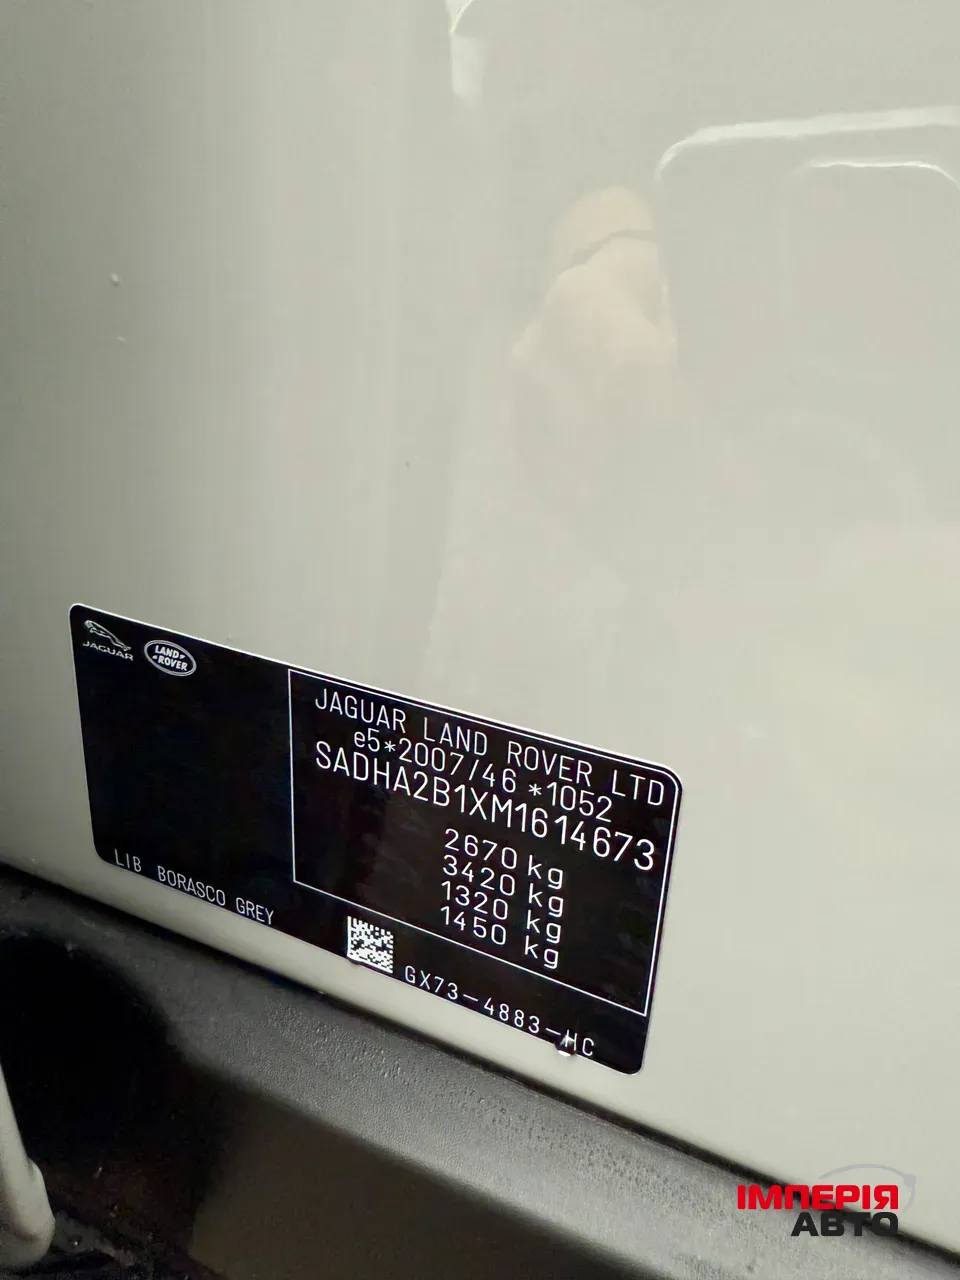 JAGUAR
LAND ROVER
JAGUAR LAND ROVER LTD
e5*2007/46 *1052
SADHA2B1XM1614673
2670 kg
3420 kg
1320 kg
1450 kg
LIB BORASCO GREY
GX73-4883-HC
ІМПЕРІЯ
АВТО